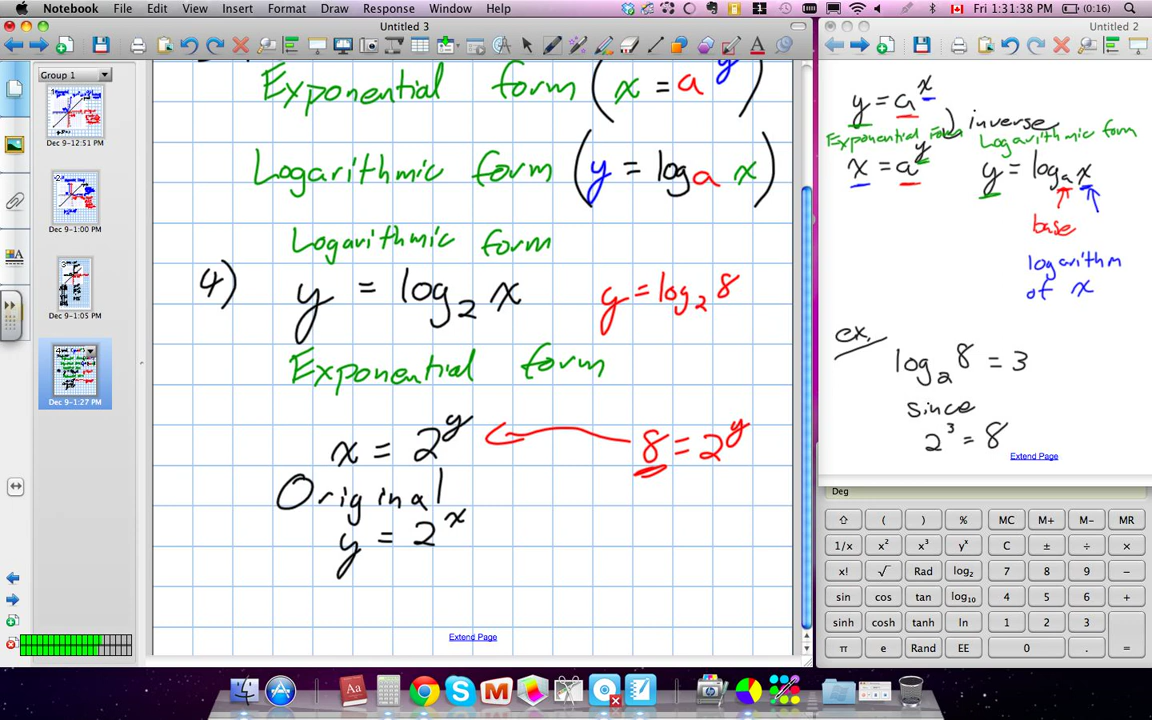 Notebook File Edit View Insert Format Draw Response Window Help
Fri 1:31:38 PM (0:16)
Untitled 3
Untitled 2
Group 1
Dec 9-12:51 PM
Dec 9-1:00 PM
Dec 9-1:05 PM
Dec 9-1:27 PM
Exponential form (x = a^y)
Logarithmic form (y = log_a x)
Logarithmic form
4) y = log_2 x y = log_2 8
Exponential form
x = 2^y 8 = 2^y
Original
y = 2^x
Extend Page
y = a^x
) inverse
Exponential Form Logarithmic form
x = a^y y = log_a x
base
logarithm
of x
ex.
log_2 8 = 3
since
2^3 = 8
Extend Page
Deg
⇧ ( ) % MC M+ M− MR
1/x x² x³ yˣ C ± ÷ ×
x! √ Rad log₂ 7 8 9 −
sin cos tan log₁₀ 4 5 6 +
sinh cosh tanh ln 1 2 3
π e Rand EE 0 . =